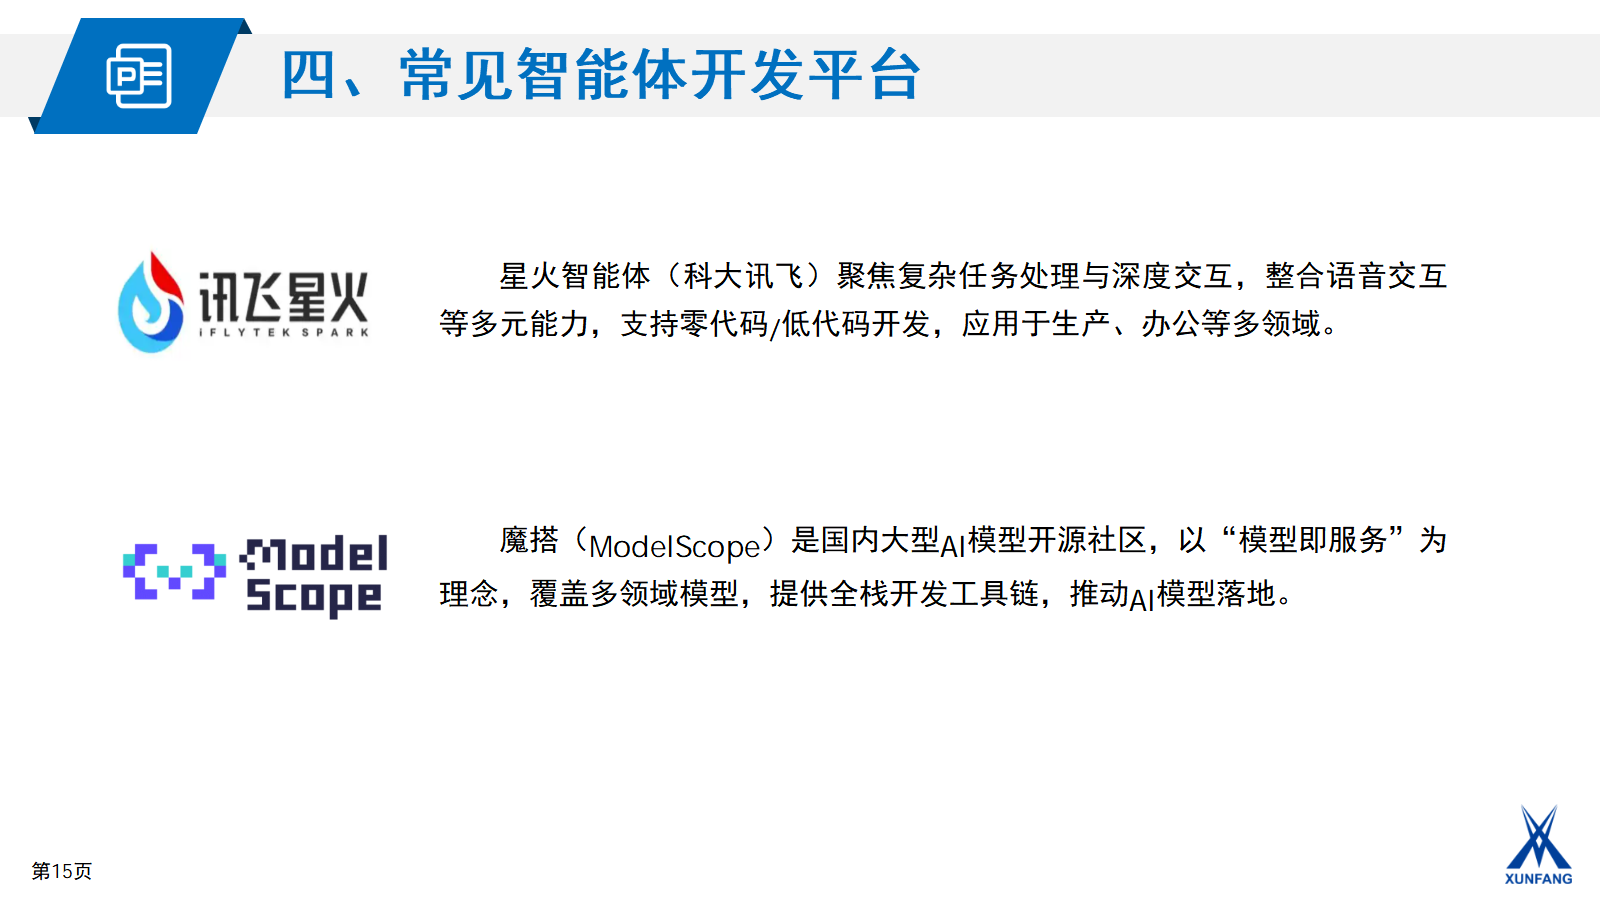 四、常见智能体开发平台
讯飞星火
iFLYTEK SPARK
星火智能体（科大讯飞）聚焦复杂任务处理与深度交互，整合语音交互
等多元能力，支持零代码/低代码开发，应用于生产、办公等多领域。
Model
Scope
魔搭（ModelScope）是国内大型AI模型开源社区，以“模型即服务”为
理念，覆盖多领域模型，提供全栈开发工具链，推动AI模型落地。
第15页
XUNFANG